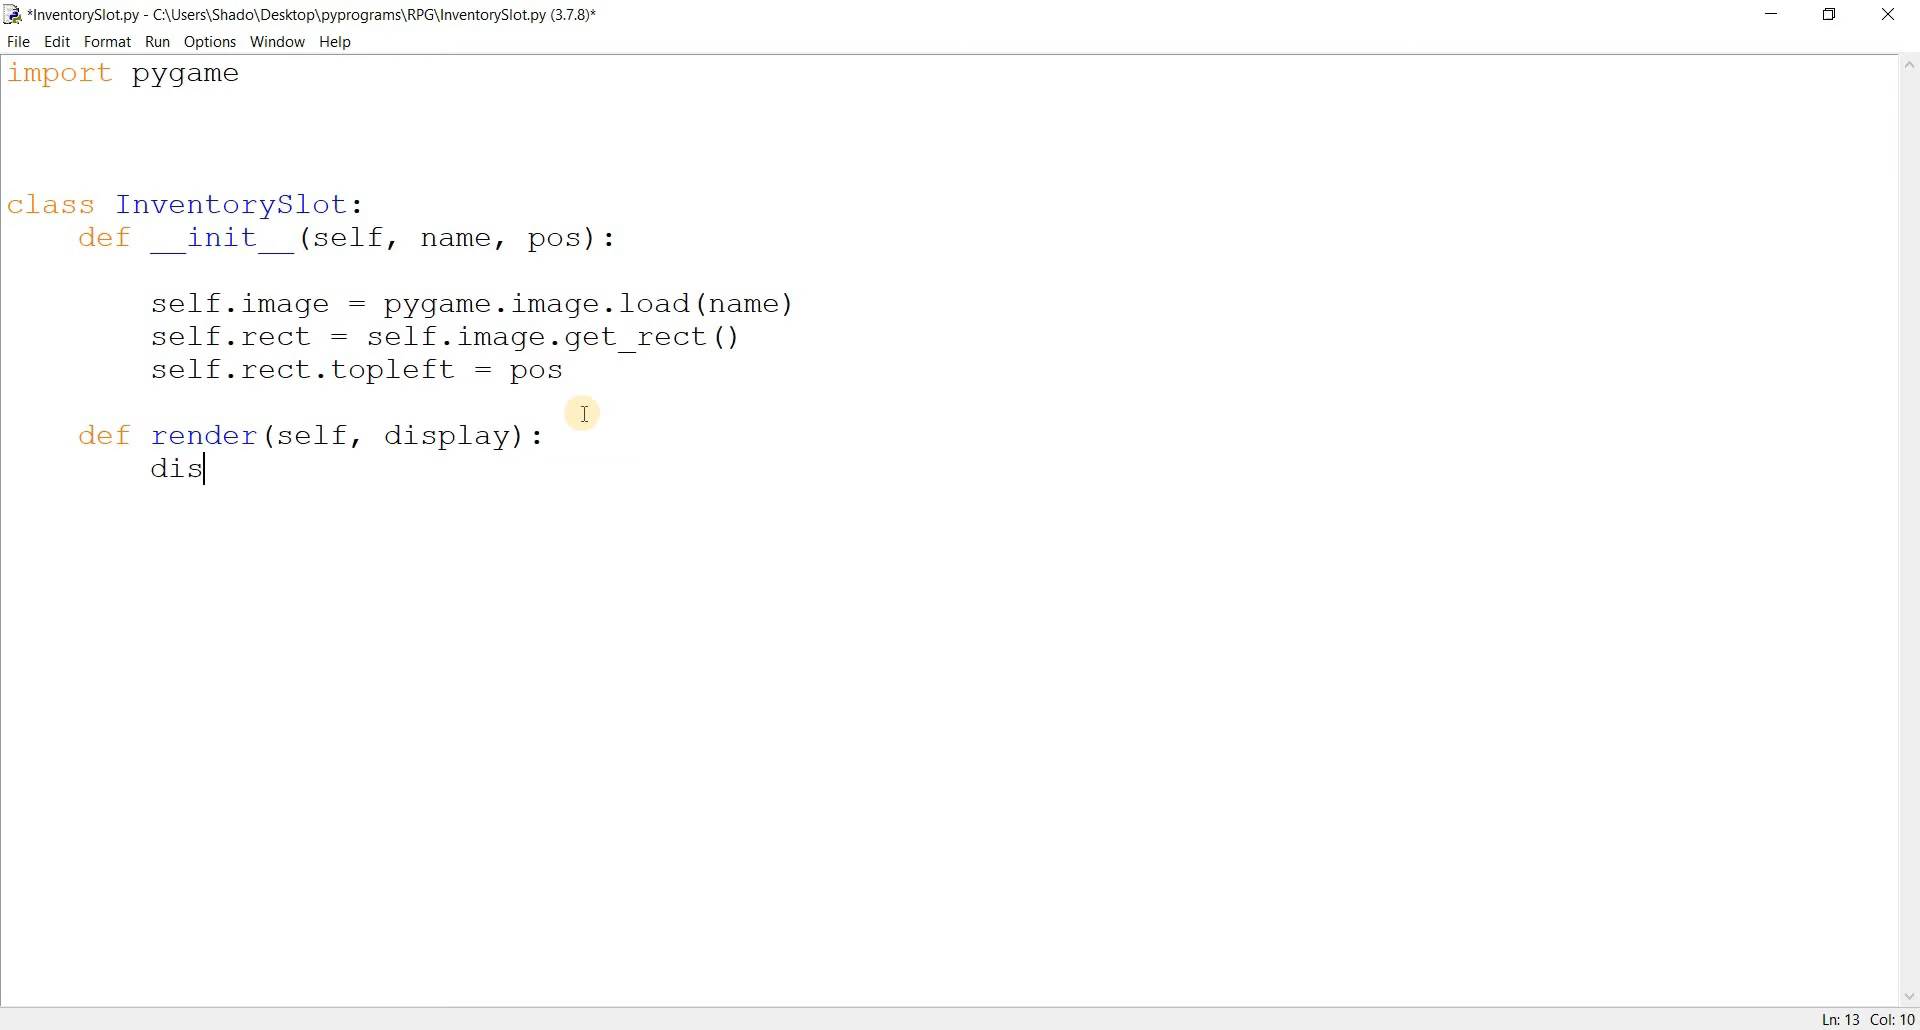 *InventorySlot.py - C:\Users\Shado\Desktop\pyprograms\RPG\InventorySlot.py (3.7.8)*
File Edit Format Run Options Window Help
import pygame
class InventorySlot:
    def __init__(self, name, pos):
        self.image = pygame.image.load(name)
        self.rect = self.image.get_rect()
        self.rect.topleft = pos
    def render(self, display):
        dis
Ln: 13 Col: 10